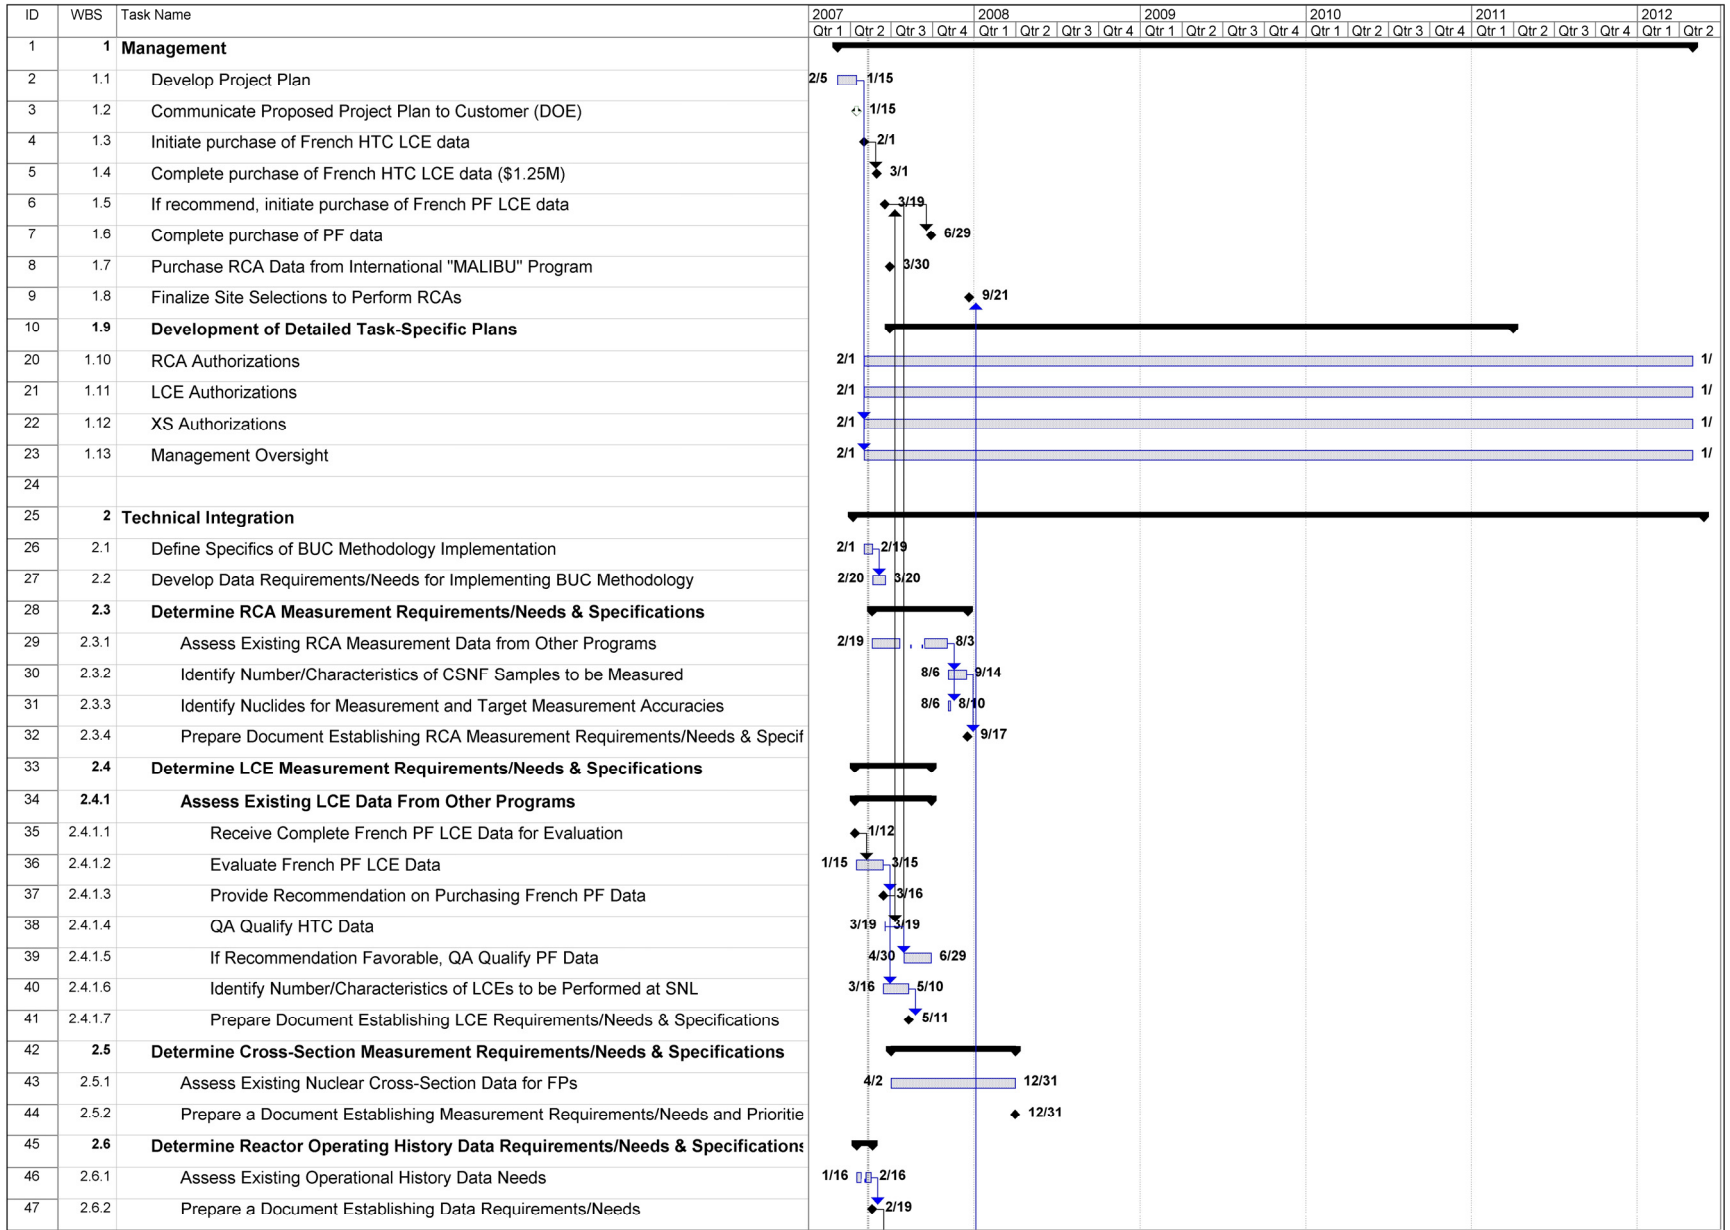 ID WBS Task Name 2007 2008 2009 2010 2011 2012
Qtr 1 Qtr 2 Qtr 3 Qtr 4 Qtr 1 Qtr 2 Qtr 3 Qtr 4 Qtr 1 Qtr 2 Qtr 3 Qtr 4 Qtr 1 Qtr 2 Qtr 3 Qtr 4 Qtr 1 Qtr 2 Qtr 3 Qtr 4 Qtr 1 Qtr 2
1 1 Management
2 1.1 Develop Project Plan 2/5 1/15
3 1.2 Communicate Proposed Project Plan to Customer (DOE) 1/15
4 1.3 Initiate purchase of French HTC LCE data 2/1
5 1.4 Complete purchase of French HTC LCE data ($1.25M) 3/1
6 1.5 If recommend, initiate purchase of French PF LCE data 3/19
7 1.6 Complete purchase of PF data 6/29
8 1.7 Purchase RCA Data from International "MALIBU" Program 3/30
9 1.8 Finalize Site Selections to Perform RCAs 9/21
10 1.9 Development of Detailed Task-Specific Plans
20 1.10 RCA Authorizations 2/1 1/
21 1.11 LCE Authorizations 2/1 1/
22 1.12 XS Authorizations 2/1 1/
23 1.13 Management Oversight 2/1 1/
24
25 2 Technical Integration
26 2.1 Define Specifics of BUC Methodology Implementation 2/1 2/19
27 2.2 Develop Data Requirements/Needs for Implementing BUC Methodology 2/20 3/20
28 2.3 Determine RCA Measurement Requirements/Needs & Specifications
29 2.3.1 Assess Existing RCA Measurement Data from Other Programs 2/19 8/3
30 2.3.2 Identify Number/Characteristics of CSNF Samples to be Measured 8/6 9/14
31 2.3.3 Identify Nuclides for Measurement and Target Measurement Accuracies 8/6 8/10
32 2.3.4 Prepare Document Establishing RCA Measurement Requirements/Needs & Specif 9/17
33 2.4 Determine LCE Measurement Requirements/Needs & Specifications
34 2.4.1 Assess Existing LCE Data From Other Programs
35 2.4.1.1 Receive Complete French PF LCE Data for Evaluation 1/12
36 2.4.1.2 Evaluate French PF LCE Data 1/15 3/15
37 2.4.1.3 Provide Recommendation on Purchasing French PF Data 3/16
38 2.4.1.4 QA Qualify HTC Data 3/19 3/19
39 2.4.1.5 If Recommendation Favorable, QA Qualify PF Data 4/30 6/29
40 2.4.1.6 Identify Number/Characteristics of LCEs to be Performed at SNL 3/16 5/10
41 2.4.1.7 Prepare Document Establishing LCE Requirements/Needs & Specifications 5/11
42 2.5 Determine Cross-Section Measurement Requirements/Needs & Specifications
43 2.5.1 Assess Existing Nuclear Cross-Section Data for FPs 4/2 12/31
44 2.5.2 Prepare a Document Establishing Measurement Requirements/Needs and Prioritie 12/31
45 2.6 Determine Reactor Operating History Data Requirements/Needs & Specifications
46 2.6.1 Assess Existing Operational History Data Needs 1/16 2/16
47 2.6.2 Prepare a Document Establishing Data Requirements/Needs 2/19